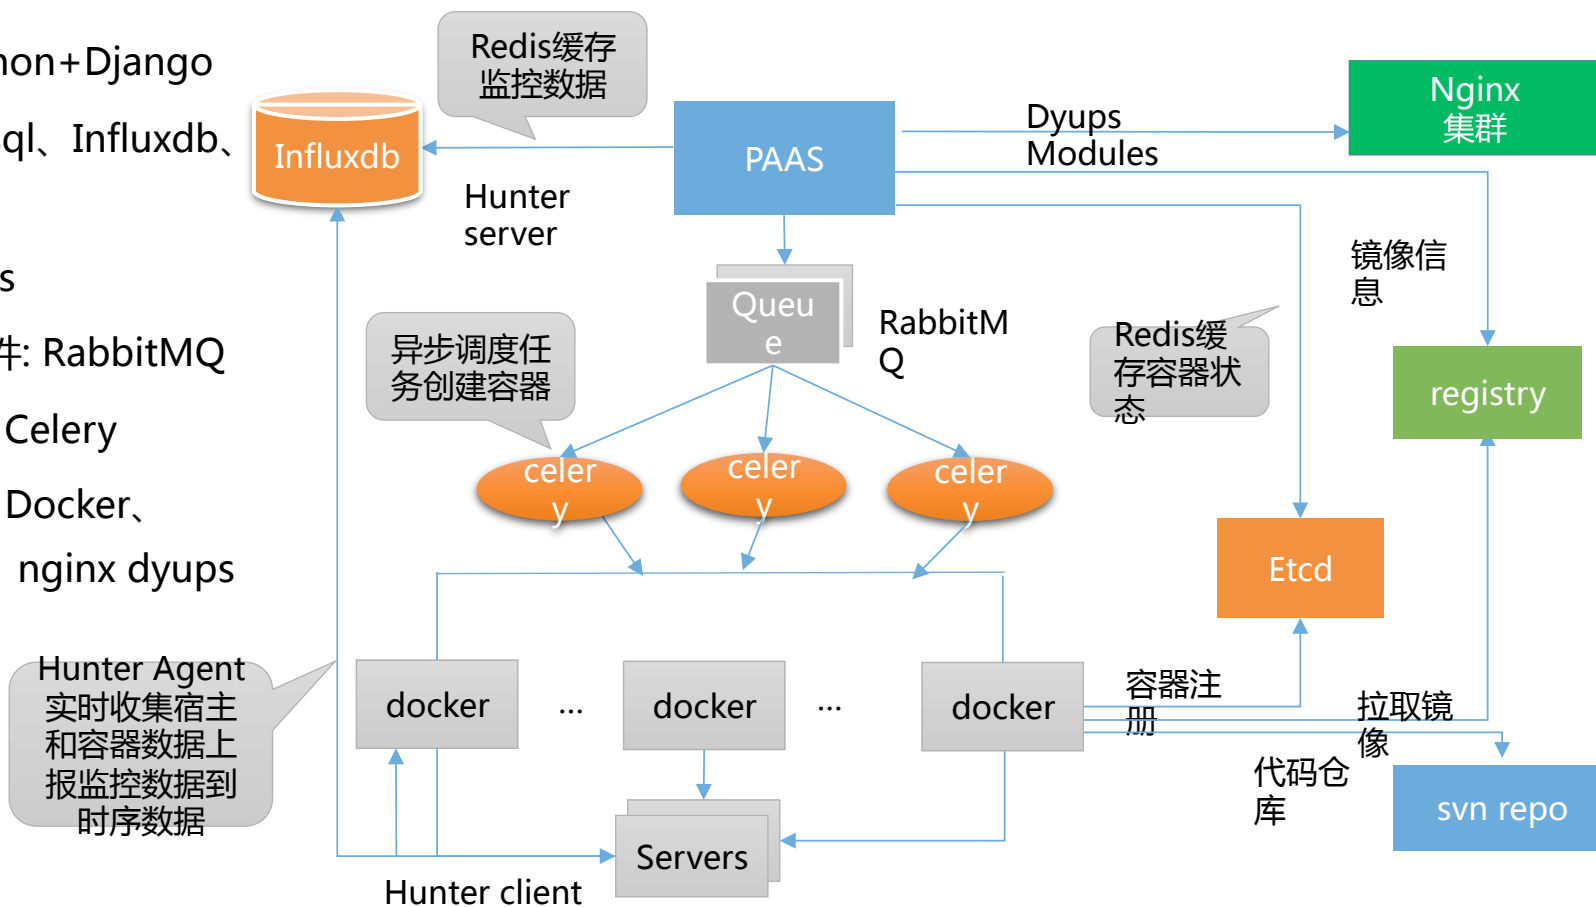 hon+Django
sql、Influxdb、
s
件: RabbitMQ
Celery
Docker、
nginx dyups
Redis缓存
监控数据
Influxdb
PAAS
Dyups
Modules
Nginx
集群
Hunter
server
镜像信
息
Queu
e
RabbitM
Q
异步调度任
务创建容器
Redis缓
存容器状
态
registry
celer
y
celer
y
celer
y
Etcd
Hunter Agent
实时收集宿主
和容器数据上
报监控数据到
时序数据
docker
...
docker
...
docker
容器注
册
拉取镜
像
代码仓
库
svn repo
Servers
Hunter client